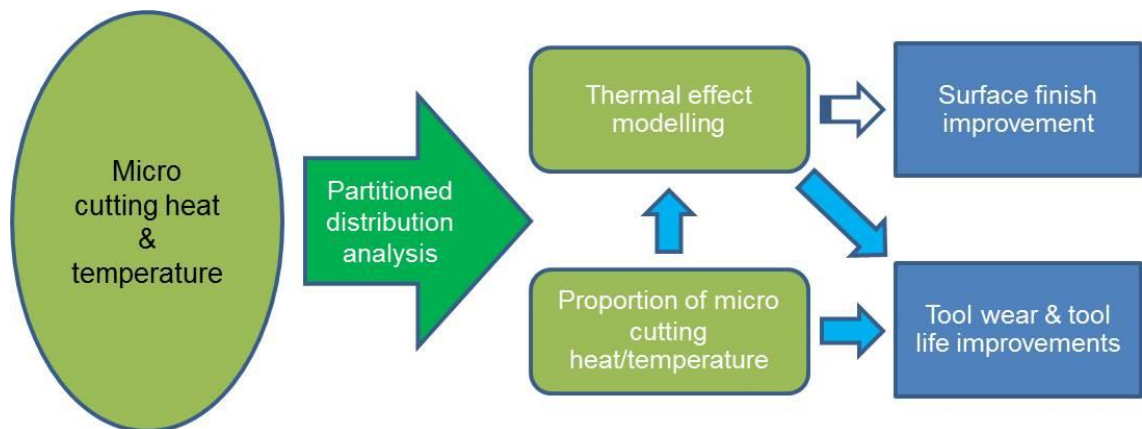 Micro
cutting heat
&
temperature
Partitioned
distribution
analysis
Thermal effect
modelling
Surface finish
improvement
Proportion of micro
cutting
heat/temperature
Tool wear & tool
life improvements